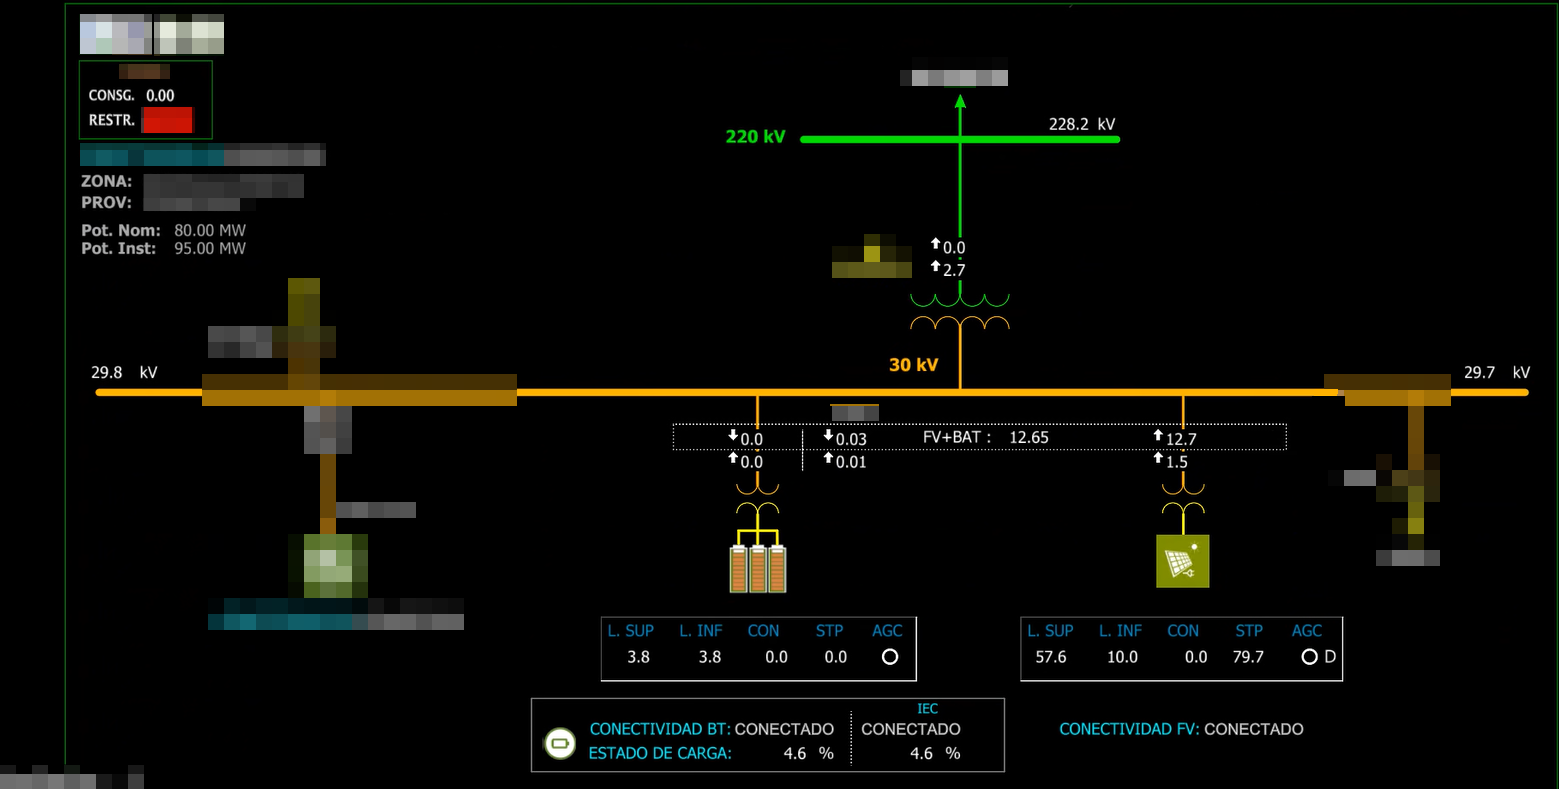 CONSG. 0.00
RESTR.
ZONA:
PROV:
Pot. Nom: 80.00 MW
Pot. Inst: 95.00 MW
228.2 kV
220 kV
0.0
2.7
30 kV
29.8 kV
29.7 kV
0.0 0.03 FV+BAT : 12.65 12.7
0.0 0.01 1.5
L. SUP L. INF CON STP AGC
3.8 3.8 0.0 0.0
L. SUP L. INF CON STP AGC
57.6 10.0 0.0 79.7 D
IEC
CONECTIVIDAD BT: CONECTADO CONECTADO
ESTADO DE CARGA: 4.6 % 4.6 %
CONECTIVIDAD FV: CONECTADO